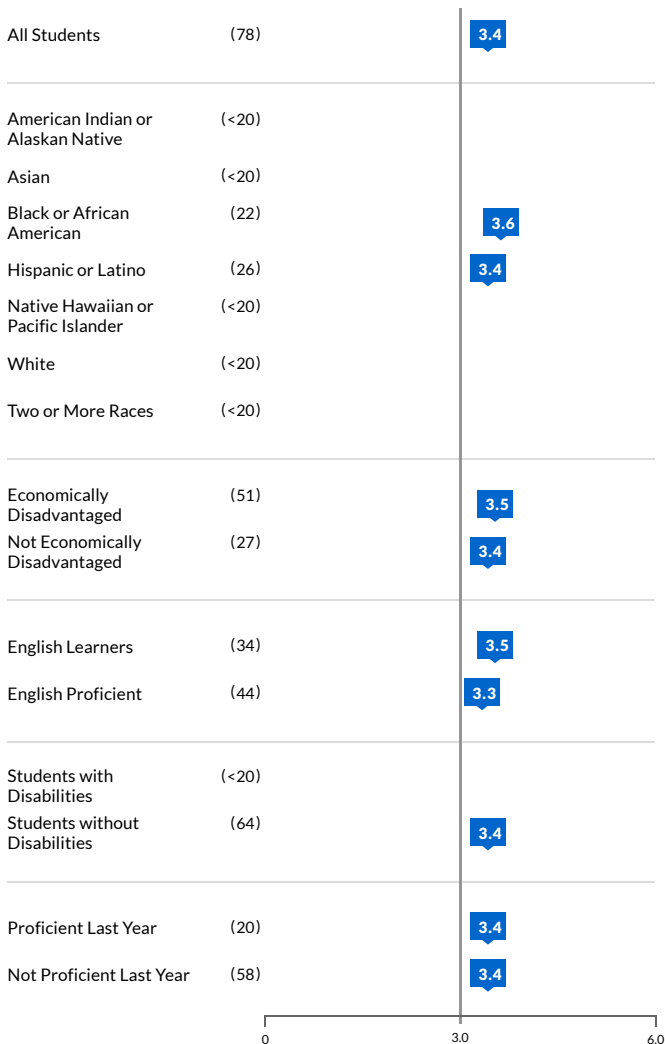 All Students (78) 3.4
American Indian or (<20)
Alaskan Native
Asian (<20)
Black or African (22) 3.6
American
Hispanic or Latino (26) 3.4
Native Hawaiian or (<20)
Pacific Islander
White (<20)
Two or More Races (<20)
Economically (51) 3.5
Disadvantaged
Not Economically (27) 3.4
Disadvantaged
English Learners (34) 3.5
English Proficient (44) 3.3
Students with (<20)
Disabilities
Students without (64) 3.4
Disabilities
Proficient Last Year (20) 3.4
Not Proficient Last Year (58) 3.4
0 3.0 6.0